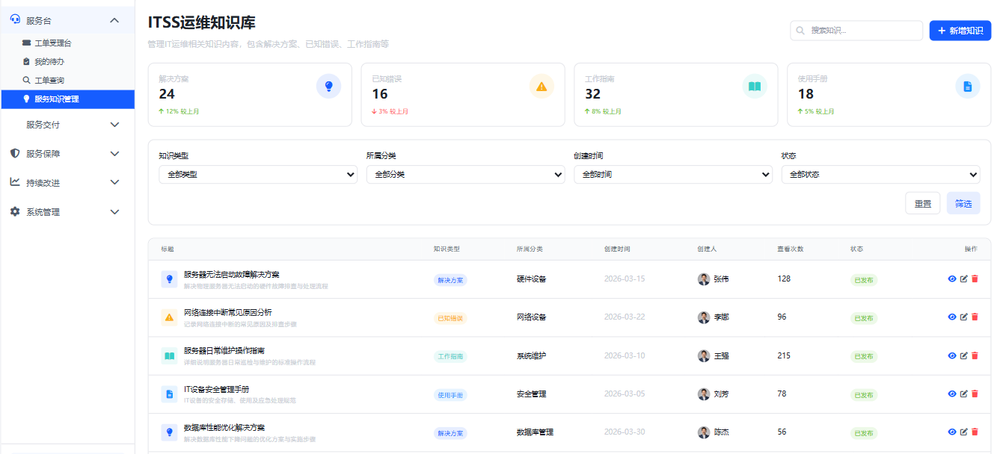 服务台
工单受理台
我的待办
工单查询
服务知识管理
服务交付
服务保障
持续改进
系统管理
ITSS运维知识库
管理IT运维相关知识内容，包含解决方案、已知错误、工作指南等
搜索知识...
新增知识
解决方案
24
12% 较上月
已知错误
16
3% 较上月
工作指南
32
8% 较上月
使用手册
18
5% 较上月
知识类型 所属分类 创建时间 状态
全部类型 全部分类 全部时间 全部状态
重置 筛选
标题 知识类型 所属分类 创建时间 创建人 查看次数 状态 操作
服务器无法启动故障解决方案
解决物理服务器无法启动的硬件故障排查与处理流程
解决方案 硬件设备 2026-03-15 张伟 128 已发布
网络连接中断常见原因分析
记录网络连接中断的常见原因及排查步骤
已知错误 网络设备 2026-03-22 李娜 96 已发布
服务器日常维护操作指南
详细说明服务器日常巡检与维护的标准操作流程
工作指南 系统维护 2026-03-10 王强 215 已发布
IT设备安全管理手册
IT设备的安全存储、使用及应急处理规范
使用手册 安全管理 2026-03-05 刘芳 78 已发布
数据库性能优化解决方案
解决数据库性能下降问题的优化方案与实施步骤
解决方案 数据库管理 2026-03-30 陈杰 56 已发布